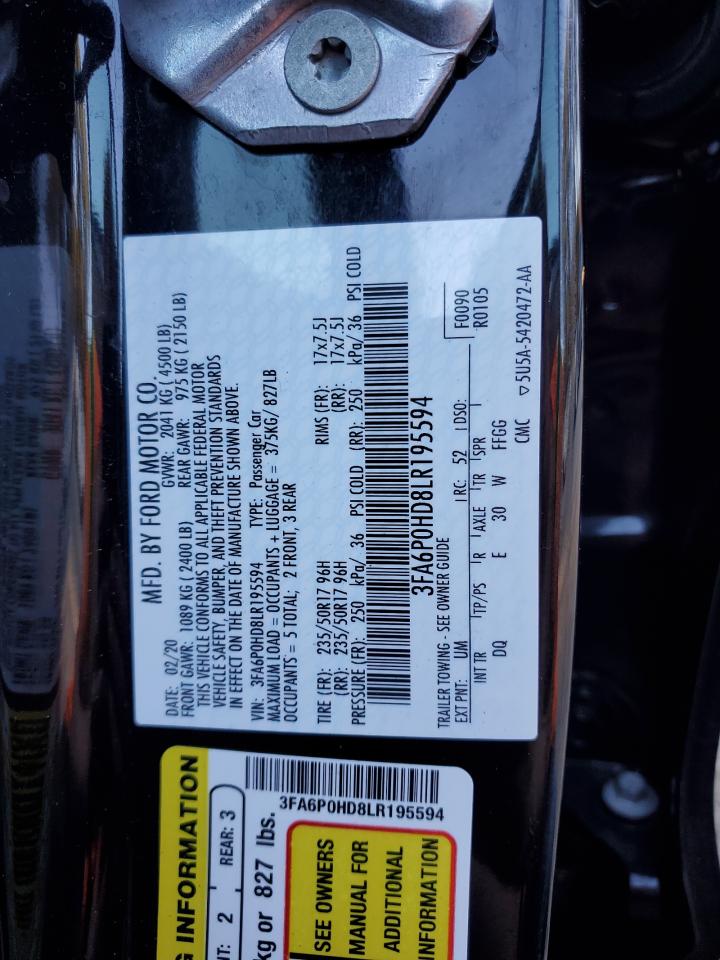 MFD. BY FORD MOTOR CO.
DATE: 02/20 GVWR: 2041 KG ( 4500 LB)
FRONT GAWR: 1089 KG ( 2400 LB) REAR GAWR: 975 KG ( 2150 LB)
THIS VEHICLE CONFORMS TO ALL APPLICABLE FEDERAL MOTOR
VEHICLE SAFETY, BUMPER, AND THEFT PREVENTION STANDARDS
IN EFFECT ON THE DATE OF MANUFACTURE SHOWN ABOVE.
VIN: 3FA6P0HD8LR195594 TYPE: Passenger Car
MAXIMUM LOAD = OCCUPANTS + LUGGAGE = 375KG/ 827LB
OCCUPANTS = 5 TOTAL; 2 FRONT, 3 REAR
TIRE (FR): 235/50R17 96H RIMS (FR): 17x7.5J
(RR): 235/50R17 96H (RR): 17x7.5J
PRESSURE (FR): 250 kPa/ 36 PSI COLD (RR): 250 kPa/ 36 PSI COLD
3FA6P0HD8LR195594
TRAILER TOWING - SEE OWNER GUIDE
EXT PNT: UM RC: 52 DSO: F0090
R0105
INT TR TP/PS R AXLE TR SPR
DQ E 30 W FFGG
CMC ▽5U5A-5420472-AA
INFORMATION
2 REAR: 3
kg or 827 lbs.
3FA6P0HD8LR195594
SEE OWNERS
MANUAL FOR
ADDITIONAL
INFORMATION